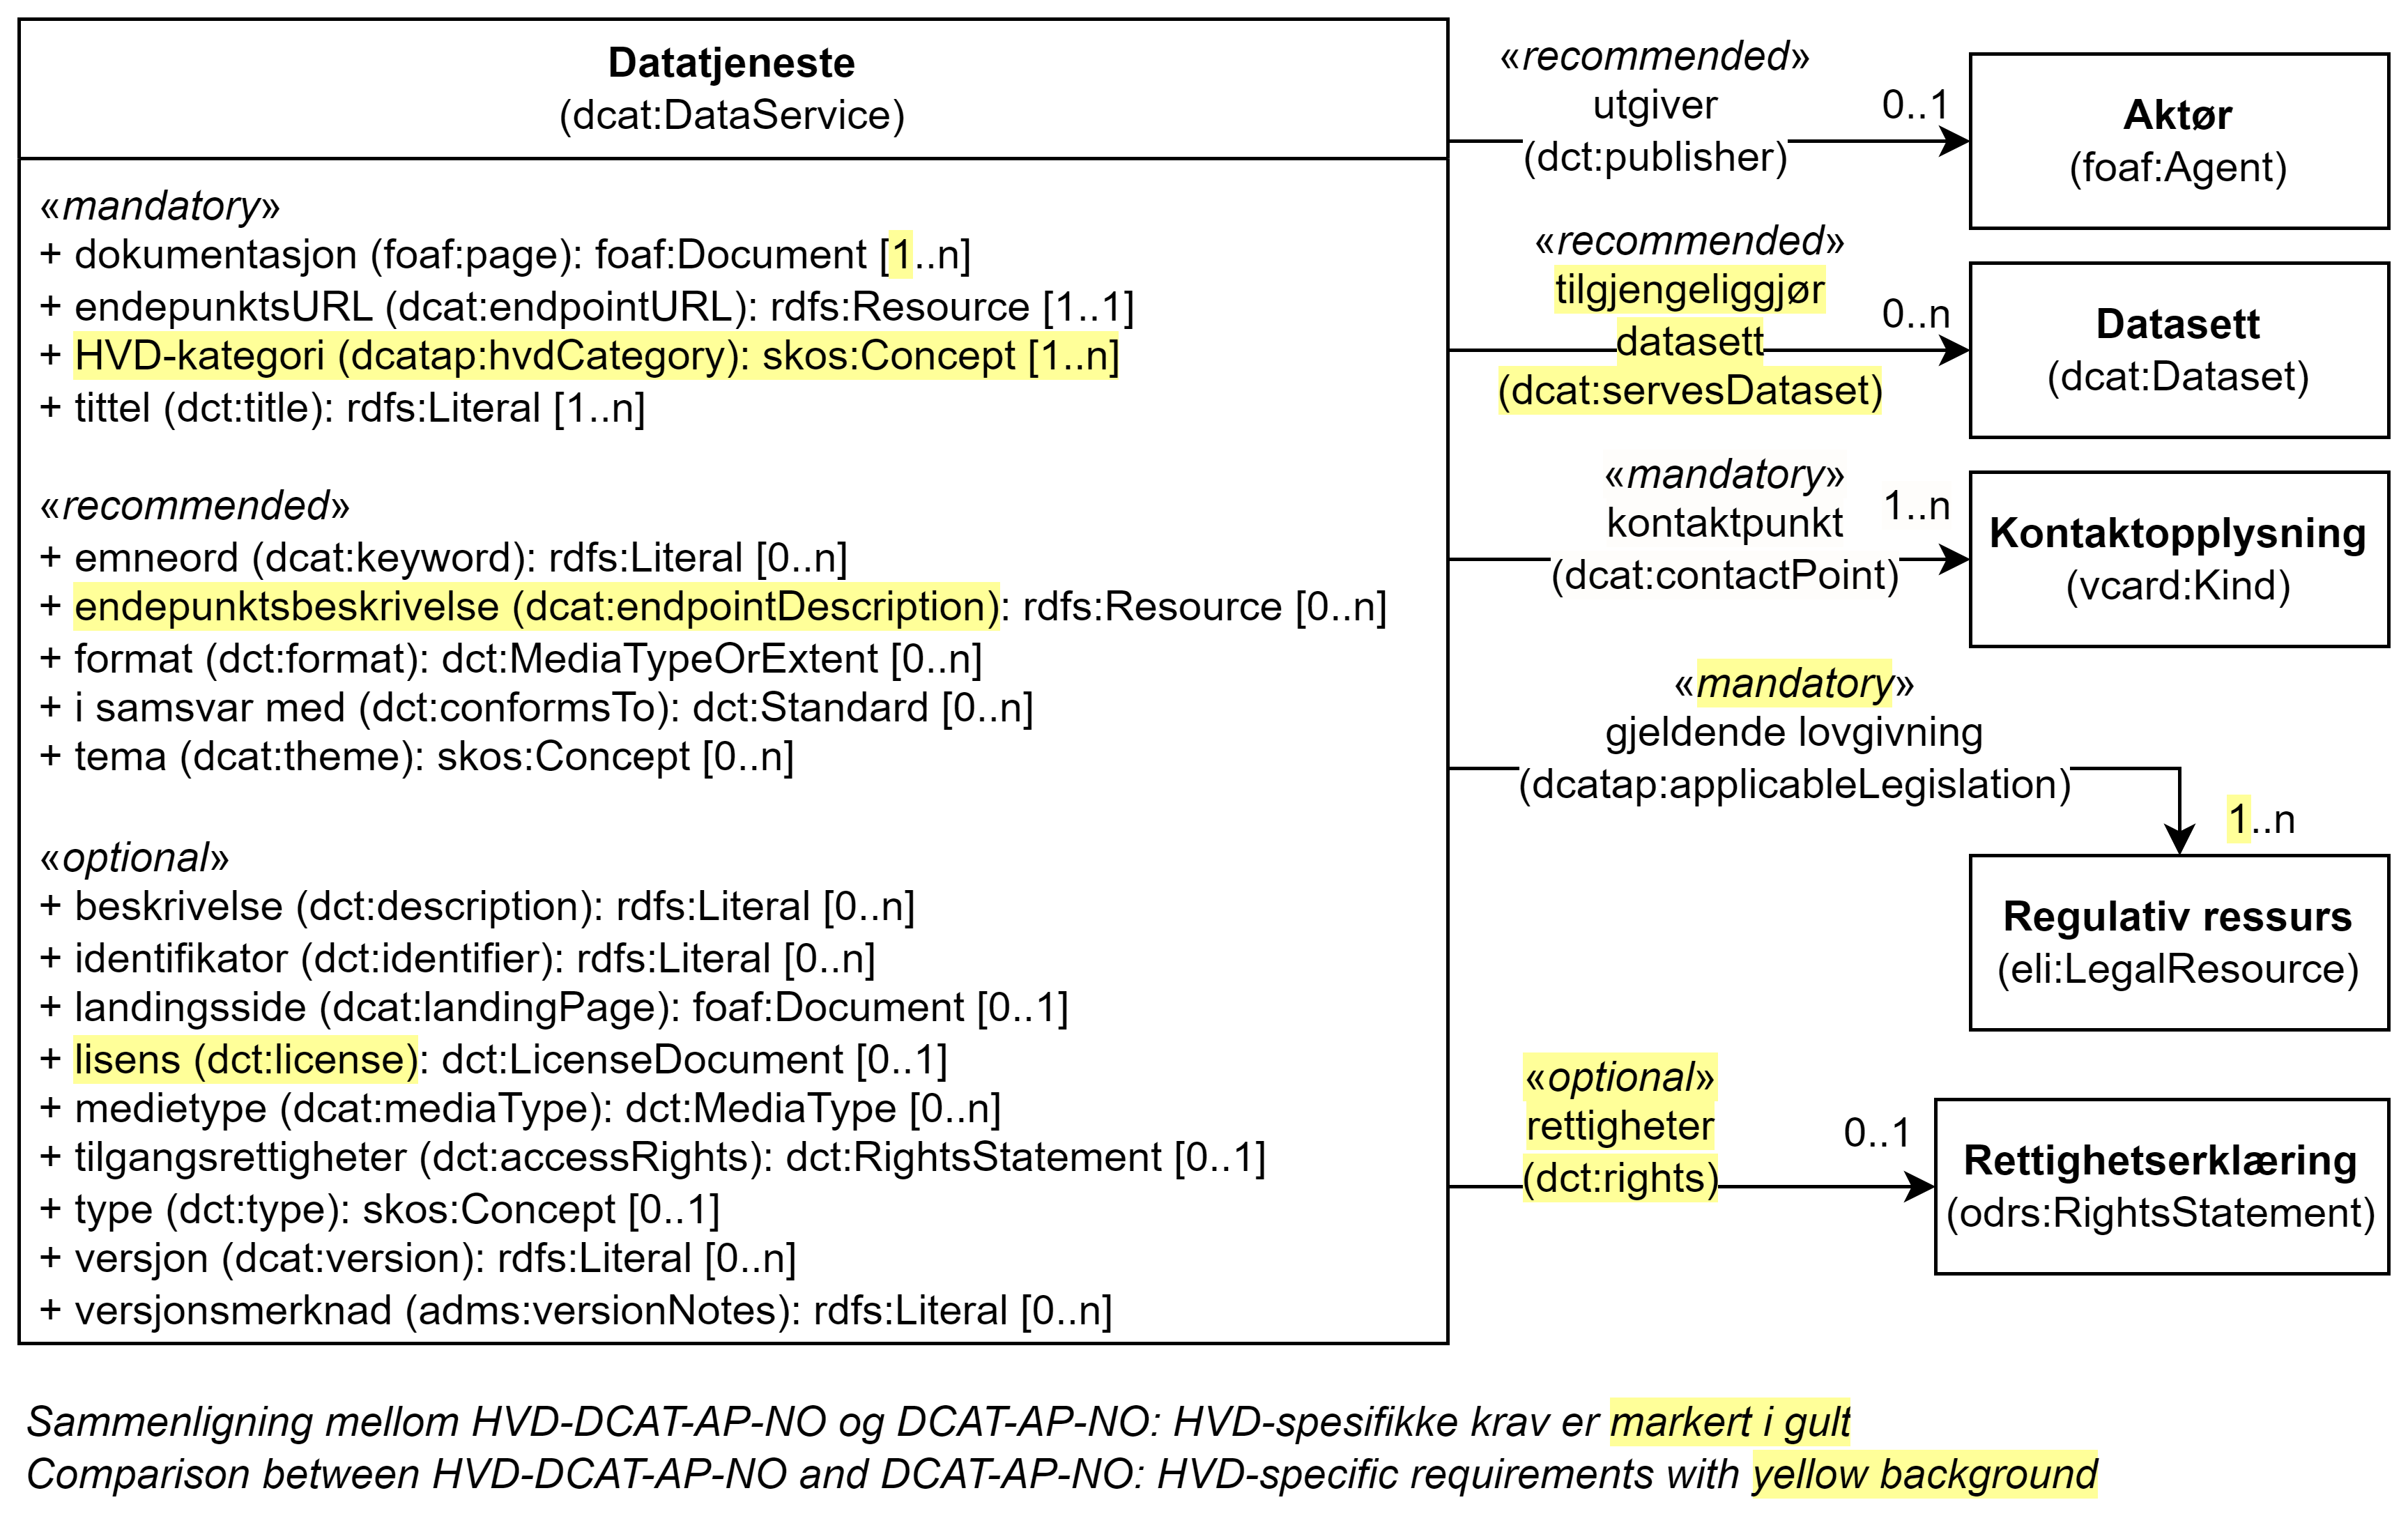 Datatjeneste
(dcat:DataService)
«mandatory»
+ dokumentasjon (foaf:page): foaf:Document [1..n]
+ endepunktsURL (dcat:endpointURL): rdfs:Resource [1..1]
+ HVD-kategori (dcatap:hvdCategory): skos:Concept [1..n]
+ tittel (dct:title): rdfs:Literal [1..n]
«recommended»
+ emneord (dcat:keyword): rdfs:Literal [0..n]
+ endepunktsbeskrivelse (dcat:endpointDescription): rdfs:Resource [0..n]
+ format (dct:format): dct:MediaTypeOrExtent [0..n]
+ i samsvar med (dct:conformsTo): dct:Standard [0..n]
+ tema (dcat:theme): skos:Concept [0..n]
«optional»
+ beskrivelse (dct:description): rdfs:Literal [0..n]
+ identifikator (dct:identifier): rdfs:Literal [0..n]
+ landingsside (dcat:landingPage): foaf:Document [0..1]
+ lisens (dct:license): dct:LicenseDocument [0..1]
+ medietype (dcat:mediaType): dct:MediaType [0..n]
+ tilgangsrettigheter (dct:accessRights): dct:RightsStatement [0..1]
+ type (dct:type): skos:Concept [0..1]
+ versjon (dcat:version): rdfs:Literal [0..n]
+ versjonsmerknad (adms:versionNotes): rdfs:Literal [0..n]
«recommended»
utgiver
(dct:publisher)
0..1
Aktør
(foaf:Agent)
«recommended»
tilgjengeliggjør
datasett
(dcat:servesDataset)
0..n
Datasett
(dcat:Dataset)
«mandatory»
kontaktpunkt
(dcat:contactPoint)
1..n
Kontaktopplysning
(vcard:Kind)
«mandatory»
gjeldende lovgivning
(dcatap:applicableLegislation)
1..n
Regulativ ressurs
(eli:LegalResource)
«optional»
rettigheter
(dct:rights)
0..1
Rettighetserklæring
(odrs:RightsStatement)
Sammenligning mellom HVD-DCAT-AP-NO og DCAT-AP-NO: HVD-spesifikke krav er markert i gult
Comparison between HVD-DCAT-AP-NO and DCAT-AP-NO: HVD-specific requirements with yellow background